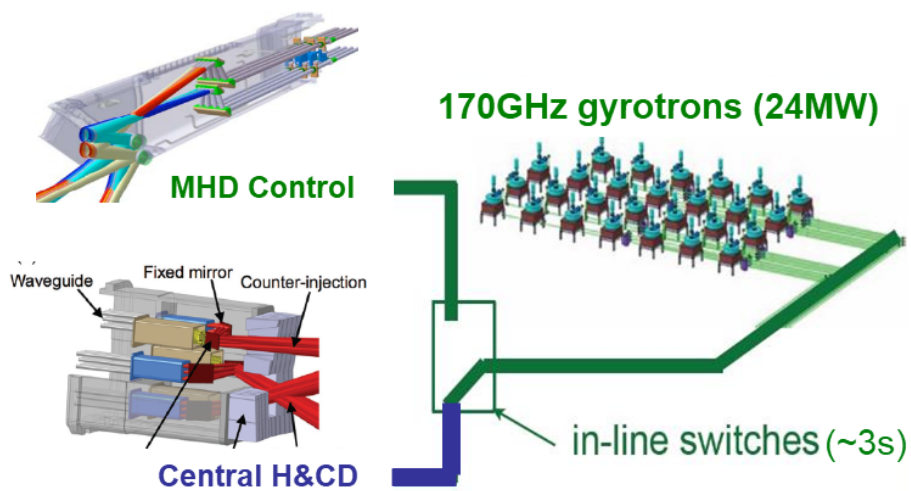 170GHz gyrotrons (24MW)
MHD Control
Fixed mirror
Waveguide
Counter-injection
in-line switches (~3s)
Central H&CD